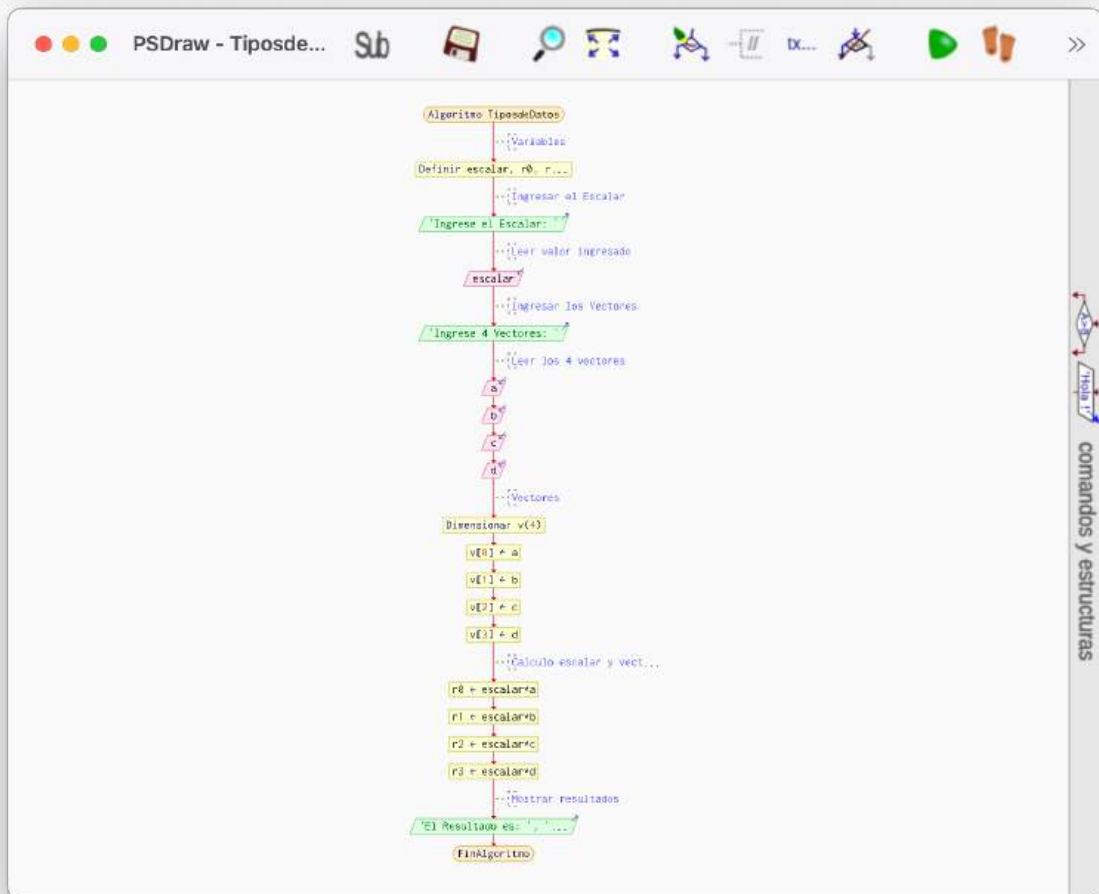 PSDraw - Tiposde...
Sub
tx...
Algoritmo TiposdeDatos
Variables
Definir escalar, r0, r...
Ingresar el Escalar
'Ingrese el Escalar: '
Leer valor ingresado
escalar
Ingresar los Vectores
'Ingrese 4 Vectores: '
Leer los 4 vectores
a
b
c
d
Vectores
Dimensionar v(4)
v[0] ← a
v[1] ← b
v[2] ← c
v[3] ← d
Calculo escalar y vect...
r0 ← escalar*a
r1 ← escalar*b
r2 ← escalar*c
r3 ← escalar*d
Mostrar resultados
'El Resultado es: ', '...
FinAlgoritmo
A>B
'Hola !'
comandos y estructuras